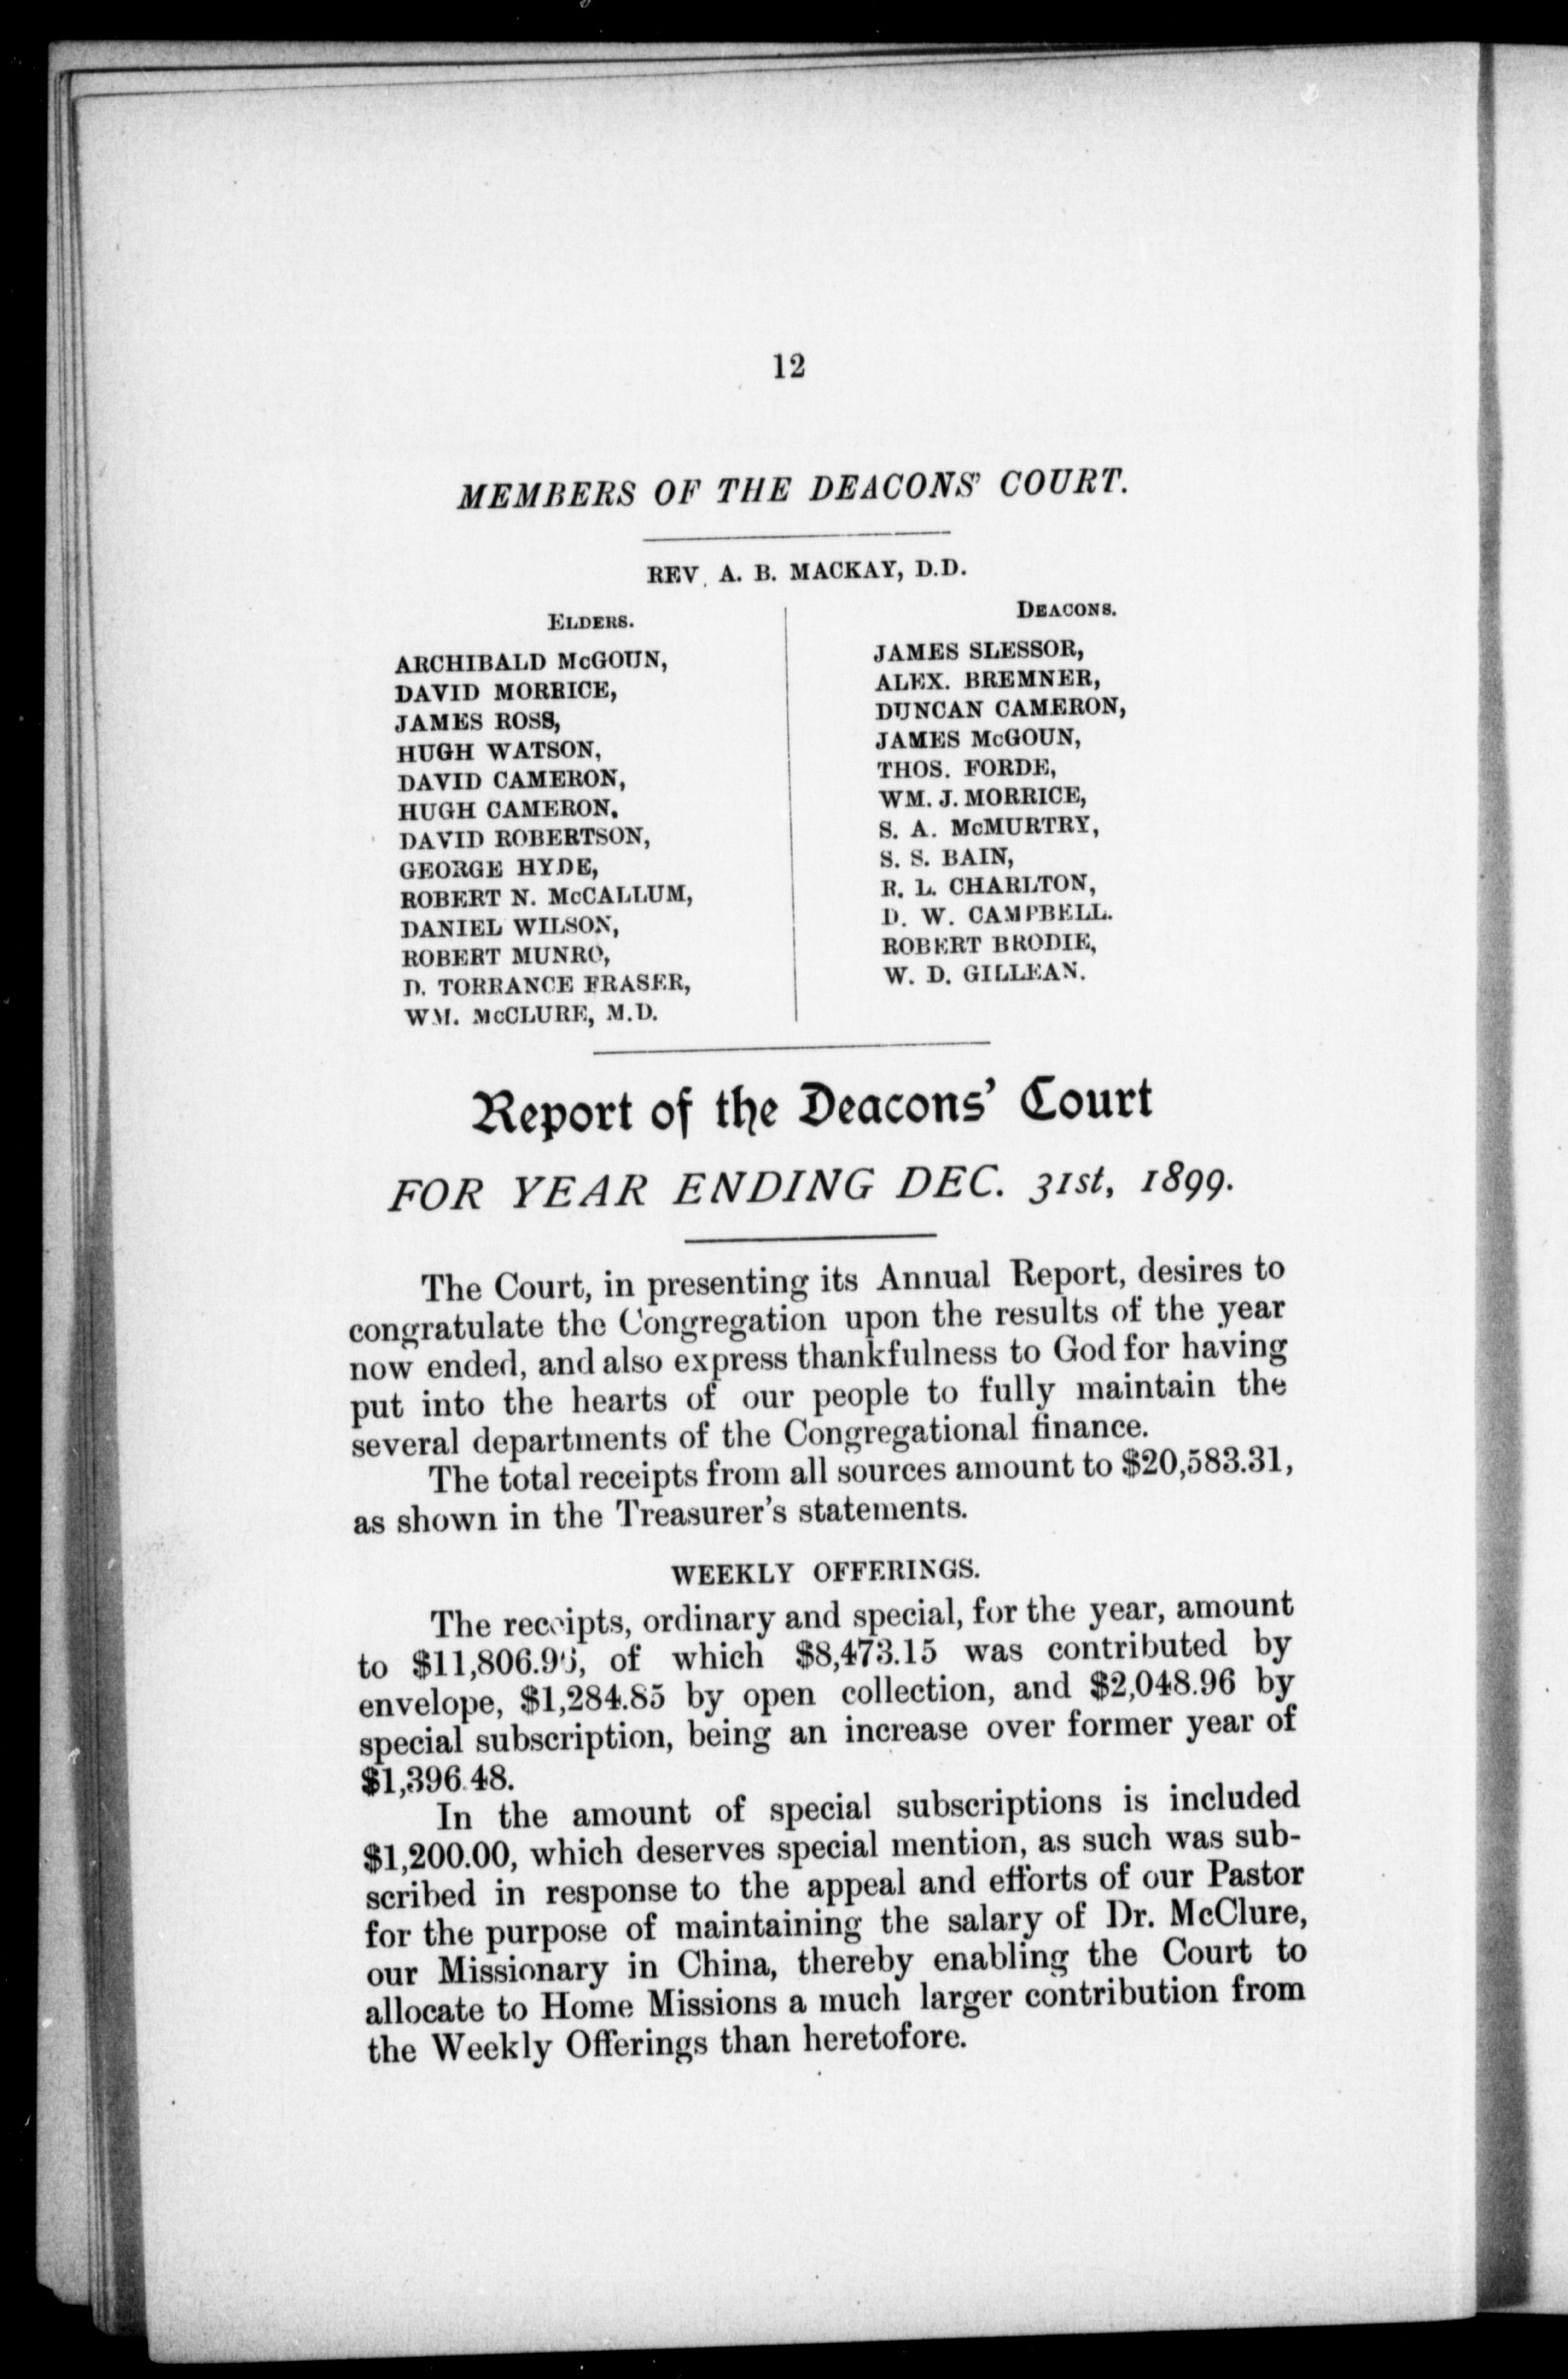 12
MEMBERS OF THE DEACONS' COURT.
REV. A. B. MACKAY, D.D.
ELDERS.
ARCHIBALD McGOUN,
DAVID MORRICE,
JAMES ROSS,
HUGH WATSON,
DAVID CAMERON,
HUGH CAMERON,
DAVID ROBERTSON,
GEORGE HYDE,
ROBERT N. McCALLUM,
DANIEL WILSON,
ROBERT MUNRO,
D. TORRANCE FRASER,
WM. McCLURE, M.D.
DEACONS.
JAMES SLESSOR,
ALEX. BREMNER,
DUNCAN CAMERON,
JAMES McGOUN,
THOS. FORDE,
WM. J. MORRICE,
S. A. McMURTRY,
S. S. BAIN,
R. L. CHARLTON,
D. W. CAMPBELL.
ROBERT BRODIE,
W. D. GILLEAN.
Report of the Deacons' Court
FOR YEAR ENDING DEC. 31st, 1899.
The Court, in presenting its Annual Report, desires to
congratulate the Congregation upon the results of the year
now ended, and also express thankfulness to God for having
put into the hearts of our people to fully maintain the
several departments of the Congregational finance.
The total receipts from all sources amount to $20,583.31,
as shown in the Treasurer's statements.
WEEKLY OFFERINGS.
The receipts, ordinary and special, for the year, amount
to $11,806.96, of which $8,473.15 was contributed by
envelope, $1,284.85 by open collection, and $2,048.96 by
special subscription, being an increase over former year of
$1,396.48.
In the amount of special subscriptions is included
$1,200.00, which deserves special mention, as such was sub-
scribed in response to the appeal and efforts of our Pastor
for the purpose of maintaining the salary of Dr. McClure,
our Missionary in China, thereby enabling the Court to
allocate to Home Missions a much larger contribution from
the Weekly Offerings than heretofore.